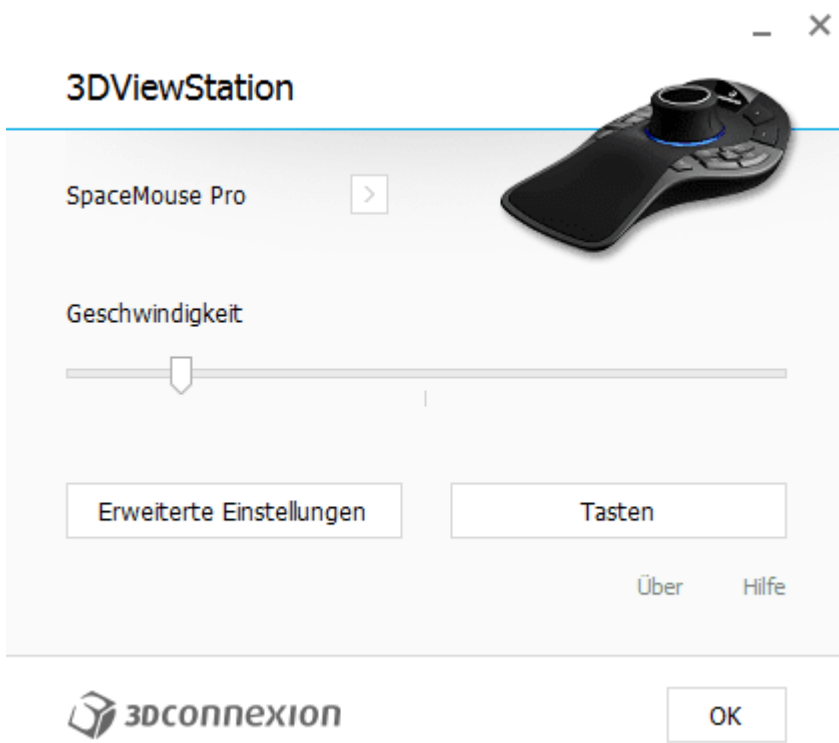 3DViewStation
SpaceMouse Pro
Geschwindigkeit
Erweiterte Einstellungen
Tasten
Über
Hilfe
3Dconnexion
OK